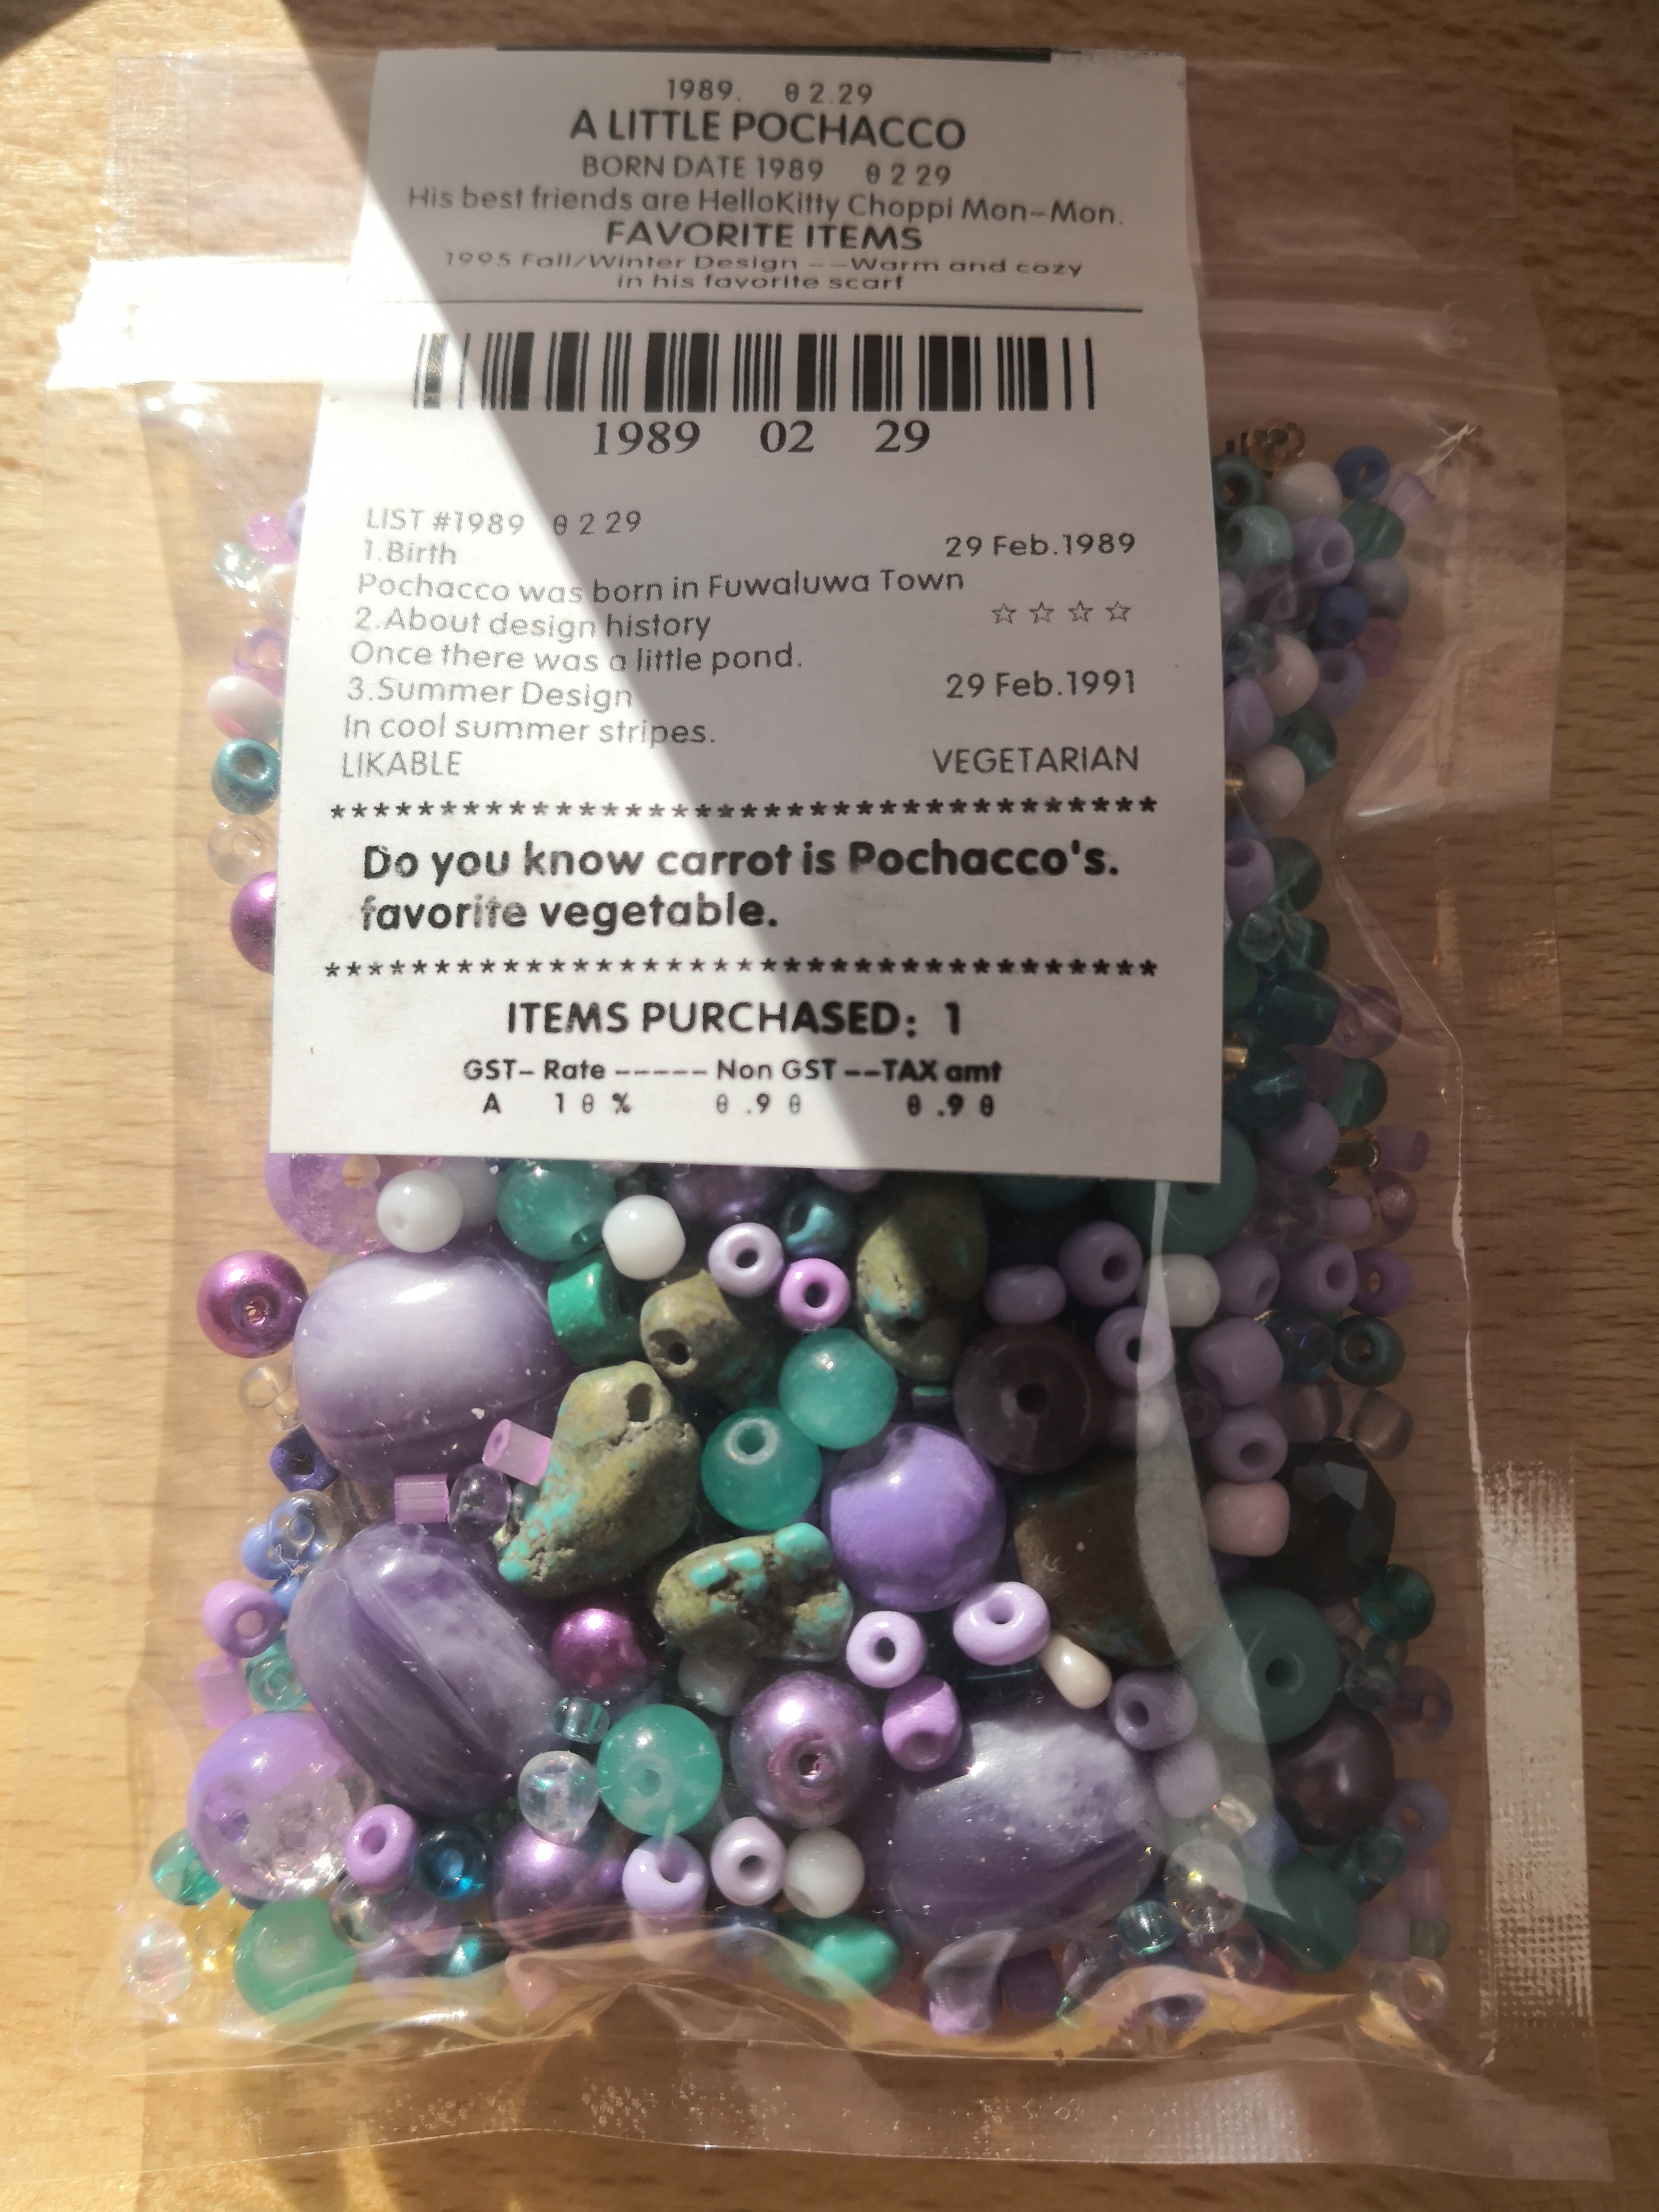 1989. 02.29
A LITTLE POCHACCO
BORN DATE 1989 0229
His best friends are HelloKitty Choppi Mon-Mon.
FAVORITE ITEMS
1995 Fall/Winter Design --Warm and cozy
in his favorite scarf
1989 02 29
LIST #1989 0229
1.Birth 29 Feb.1989
Pochacco was born in Fuwaluwa Town
2.About design history ☆☆☆☆
Once there was a little pond.
3.Summer Design 29 Feb.1991
In cool summer stripes.
LIKABLE VEGETARIAN
**************************************
Do you know carrot is Pochacco's.
favorite vegetable.
**************************************
ITEMS PURCHASED: 1
GST- Rate ----- Non GST --TAX amt
A 10% 0.90 0.90